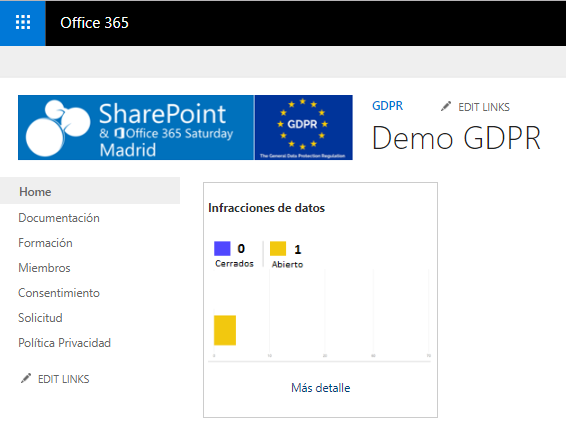 Office 365
SharePoint
& Office 365 Saturday
Madrid
GDPR
The General Data Protection Regulation
GDPR
EDIT LINKS
Demo GDPR
Home
Documentación
Formación
Miembros
Consentimiento
Solicitud
Política Privacidad
EDIT LINKS
Infracciones de datos
0
Cerrados
1
Abierto
Más detalle